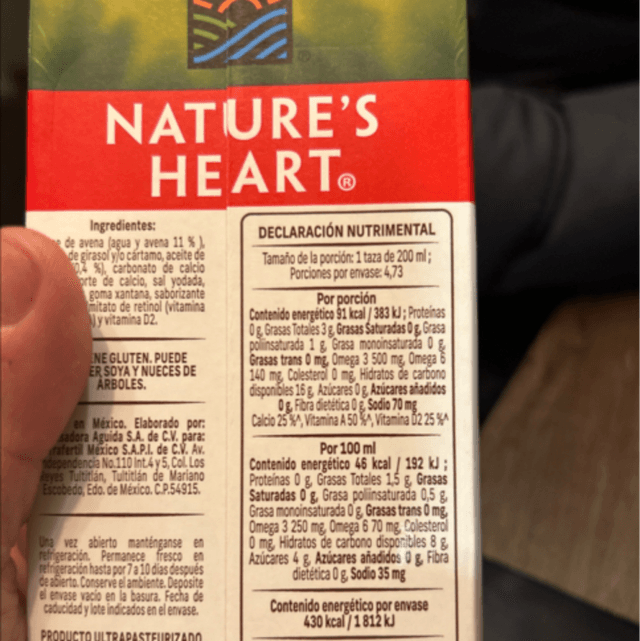 NATURE'S
HEART®
Ingredientes:
de avena (agua y avena 11 %),
de girasol y/o cártamo, aceite de
0,4 %), carbonato de calcio
de calcio, sal yodada,
goma xantana, saborizante
de retinol (vitamina
y vitamina D2.
NE GLUTEN. PUEDE
ER SOYA Y NUECES DE
ÁRBOLES.
en México. Elaborado por:
sadora Aguida S.A. de C.V. para:
México S.A.P.I. de C.V. Av.
ndependencia No.110 Int.4 y 5, Col. Los
Reyes Tultitlán, Tultitlán de Mariano
Escobedo, Edo. de México. C.P.54915.
Una vez abierto manténganse en
refrigeración. Permanece fresco en
refrigeración hasta por 7 a 10 días después
de abierto. Conserve el ambiente. Deposite
el envase vacío en la basura. Fecha de
caducidad y lote indicados en el envase.
PRODUCTO ULTRAPASTEURIZADO
DECLARACIÓN NUTRIMENTAL
Tamaño de la porción: 1 taza de 200 ml;
Porciones por envase: 4,73
Por porción
Contenido energético 91 kcal / 383 kJ; Proteínas
0 g, Grasas Totales 3 g, Grasas Saturadas 0 g, Grasa
poliinsaturada 1 g, Grasa monoinsaturada 0 g,
Grasas trans 0 mg, Omega 3 500 mg, Omega 6
140 mg, Colesterol 0 mg, Hidratos de carbono
disponibles 16 g, Azúcares 0 g, Azúcares añadidos
0 g, Fibra dietética 0 g, Sodio 70 mg
Calcio 25 %^, Vitamina A 50 %^, Vitamina D2 25 %^
Por 100 ml
Contenido energético 46 kcal / 192 kJ;
Proteínas 0 g, Grasas Totales 1,5 g, Grasas
Saturadas 0 g, Grasa poliinsaturada 0,5 g,
Grasa monoinsaturada 0 g, Grasas trans 0 mg,
Omega 3 250 mg, Omega 6 70 mg, Colesterol
0 mg, Hidratos de carbono disponibles 8 g,
Azúcares 4 g, Azúcares añadidos 0 g, Fibra
dietética 0 g, Sodio 35 mg
Contenido energético por envase
430 kcal / 1 812 kJ